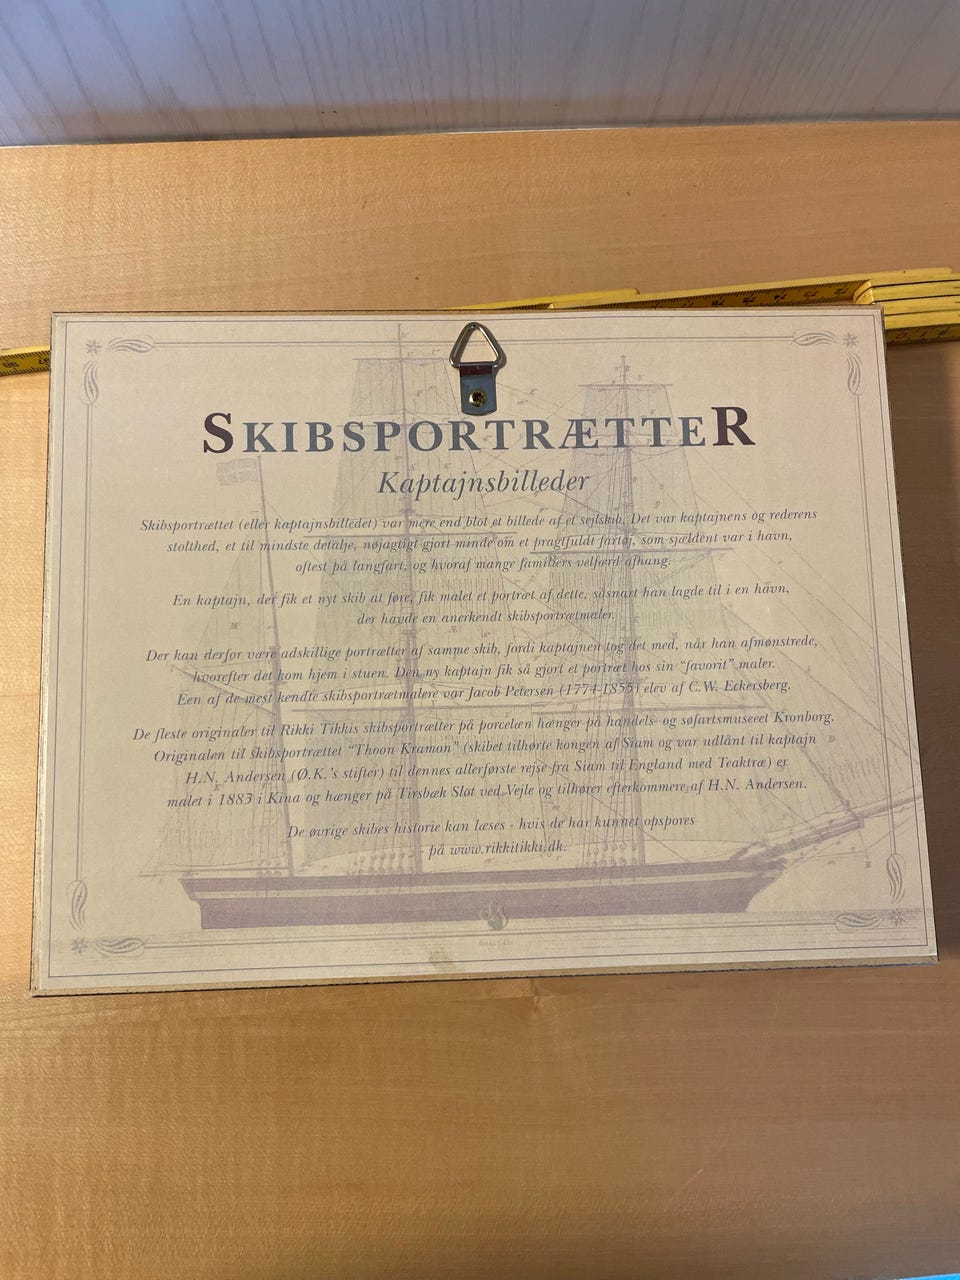 SKIBSPORTRÆTTER
Kaptajnsbilleder
Skibsportrættet (eller kaptajnsbilledet) var mere end blot et billede af et sejlskib. Det var kaptajnens og rederens
stolthed, et til mindste detalje, nøjagtigt gjort minde om et pragtfuldt fartøj, som sjældent var i havn,
oftest på langfart, og hvoraf mange familiers velfærd afhang.
En kaptajn, der fik et nyt skib at føre, fik malet et portræt af dette, såsnart han lagde til i en havn,
der havde en anerkendt skibsportrætmaler.
Der kan derfor være adskillige portrætter af samme skib, fordi kaptajnen tog det med, når han afmønstrede,
hvorefter det kom hjem i stuen. Den ny kaptajn fik så gjort et portræt hos sin "favorit" maler.
Een af de mest kendte skibsportrætmalere var Jacob Petersen (1774-1855) elev af C.W. Eckersberg.
De fleste originaler til Rikki Tikkis skibsportrætter på porcelæn hænger på handels- og søfartsmuseeet Kronborg.
Originalen til skibsportrættet "Thoon Kramon" (skibet tilhørte kongen af Siam og var udlånt til kaptajn
H.N. Andersen (Ø.K.'s stifter) til dennes allerførste rejse fra Siam til England med Teaktræ) er
malet i 1883 i Kina og hænger på Tirsbæk Slot ved Vejle og tilhører efterkommere af H.N. Andersen.
De øvrige skibes historie kan læses - hvis de har kunnet opspores
- på www.rikkitikki.dk.